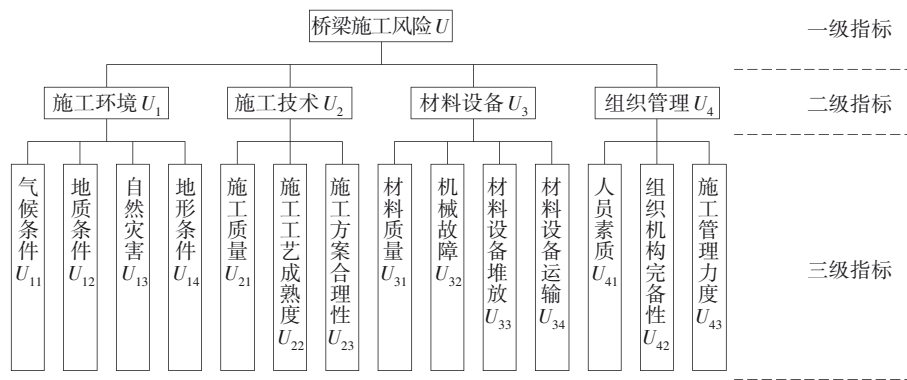 桥梁施工风险U
一级指标
施工环境U1
施工技术U2
材料设备U3
组织管理U4
二级指标
气候条件U11
地质条件U12
自然灾害U13
地形条件U14
施工质量U21
施工工艺成熟度U22
施工方案合理性U23
材料质量U31
机械故障U32
材料设备堆放U33
材料设备运输U34
人员素质U41
组织机构完备性U42
施工管理力度U43
三级指标